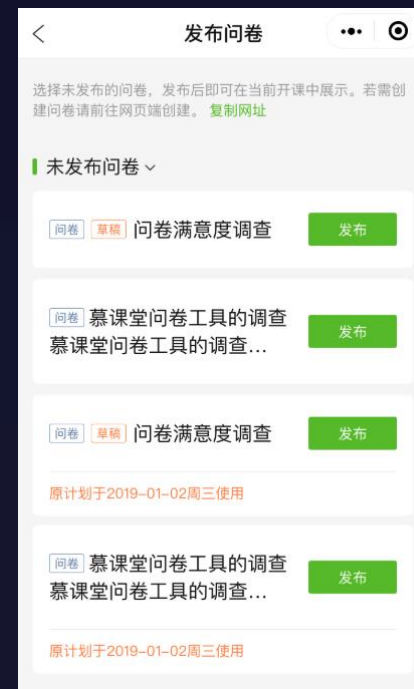 发布问卷
选择未发布的问卷，发布后即可在当前开课中展示。若需创
建问卷请前往网页端创建。 复制网址
未发布问卷
问卷 草稿 问卷满意度调查 发布
问卷 慕课堂问卷工具的调查
慕课堂问卷工具的调查... 发布
问卷 草稿 问卷满意度调查 发布
原计划于2019-01-02周三使用
问卷 慕课堂问卷工具的调查
慕课堂问卷工具的调查... 发布
原计划于2019-01-02周三使用